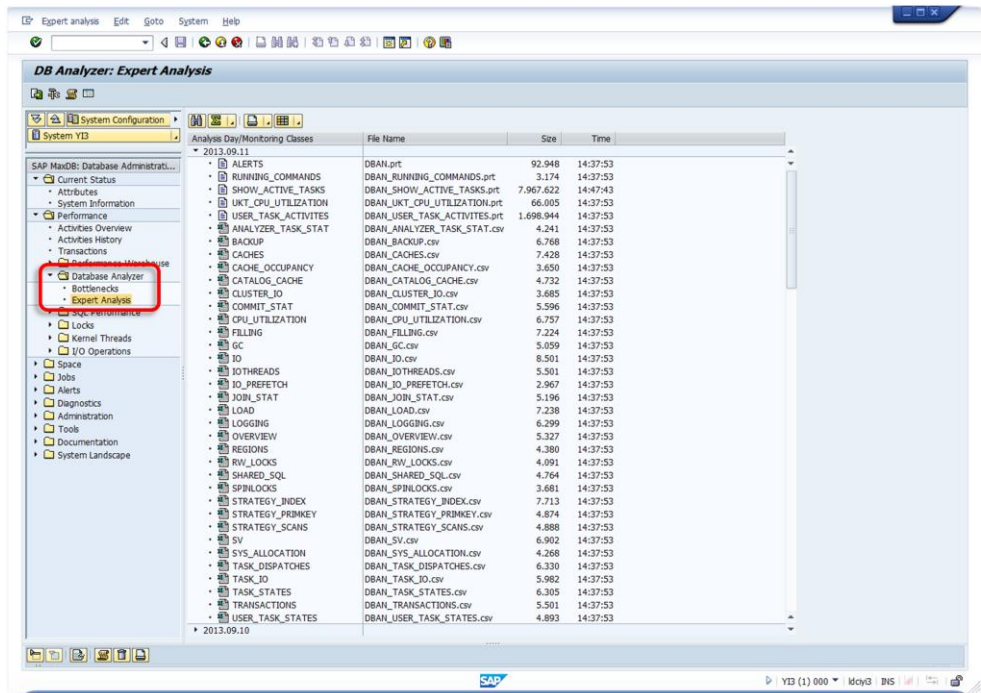 Expert analysis Edit Goto System Help
DB Analyzer: Expert Analysis
System Configuration
System YI3
SAP MaxDB: Database Administrati...
Current Status
Attributes
System Information
Performance
Activities Overview
Activities History
Transactions
Performance Warehouse
Database Analyzer
Bottlenecks
Expert Analysis
SQL Performance
Locks
Kernel Threads
I/O Operations
Space
Jobs
Alerts
Diagnostics
Administration
Tools
Documentation
System Landscape
Analysis Day/Monitoring Classes File Name Size Time
2013.09.11
ALERTS DBAN.prt 92.948 14:37:53
RUNNING_COMMANDS DBAN_RUNNING_COMMANDS.prt 3.174 14:37:53
SHOW_ACTIVE_TASKS DBAN_SHOW_ACTIVE_TASKS.prt 7.967.622 14:47:43
UKT_CPU_UTILIZATION DBAN_UKT_CPU_UTILIZATION.prt 66.005 14:37:53
USER_TASK_ACTIVITES DBAN_USER_TASK_ACTIVITES.prt 1.698.944 14:37:53
ANALYZER_TASK_STAT DBAN_ANALYZER_TASK_STAT.csv 4.241 14:37:53
BACKUP DBAN_BACKUP.csv 6.768 14:37:53
CACHES DBAN_CACHES.csv 7.428 14:37:53
CACHE_OCCUPANCY DBAN_CACHE_OCCUPANCY.csv 3.650 14:37:53
CATALOG_CACHE DBAN_CATALOG_CACHE.csv 4.732 14:37:53
CLUSTER_IO DBAN_CLUSTER_IO.csv 3.685 14:37:53
COMMIT_STAT DBAN_COMMIT_STAT.csv 5.596 14:37:53
CPU_UTILIZATION DBAN_CPU_UTILIZATION.csv 6.757 14:37:53
FILLING DBAN_FILLING.csv 7.224 14:37:53
GC DBAN_GC.csv 5.059 14:37:53
IO DBAN_IO.csv 8.501 14:37:53
IOTHREADS DBAN_IOTHREADS.csv 5.501 14:37:53
IO_PREFETCH DBAN_IO_PREFETCH.csv 2.967 14:37:53
JOIN_STAT DBAN_JOIN_STAT.csv 5.196 14:37:53
LOAD DBAN_LOAD.csv 7.238 14:37:53
LOGGING DBAN_LOGGING.csv 6.299 14:37:53
OVERVIEW DBAN_OVERVIEW.csv 5.327 14:37:53
REGIONS DBAN_REGIONS.csv 4.380 14:37:53
RW_LOCKS DBAN_RW_LOCKS.csv 4.091 14:37:53
SHARED_SQL DBAN_SHARED_SQL.csv 4.764 14:37:53
SPINLOCKS DBAN_SPINLOCKS.csv 3.681 14:37:53
STRATEGY_INDEX DBAN_STRATEGY_INDEX.csv 7.713 14:37:53
STRATEGY_PRIMKEY DBAN_STRATEGY_PRIMKEY.csv 4.874 14:37:53
STRATEGY_SCANS DBAN_STRATEGY_SCANS.csv 4.888 14:37:53
SV DBAN_SV.csv 6.902 14:37:53
SYS_ALLOCATION DBAN_SYS_ALLOCATION.csv 4.268 14:37:53
TASK_DISPATCHES DBAN_TASK_DISPATCHES.csv 6.330 14:37:53
TASK_IO DBAN_TASK_IO.csv 5.982 14:37:53
TASK_STATES DBAN_TASK_STATES.csv 6.305 14:37:53
TRANSACTIONS DBAN_TRANSACTIONS.csv 5.501 14:37:53
USER_TASK_STATES DBAN_USER_TASK_STATES.csv 4.893 14:37:53
2013.09.10
SAP
YI3 (1) 000 ldciyi3 INS